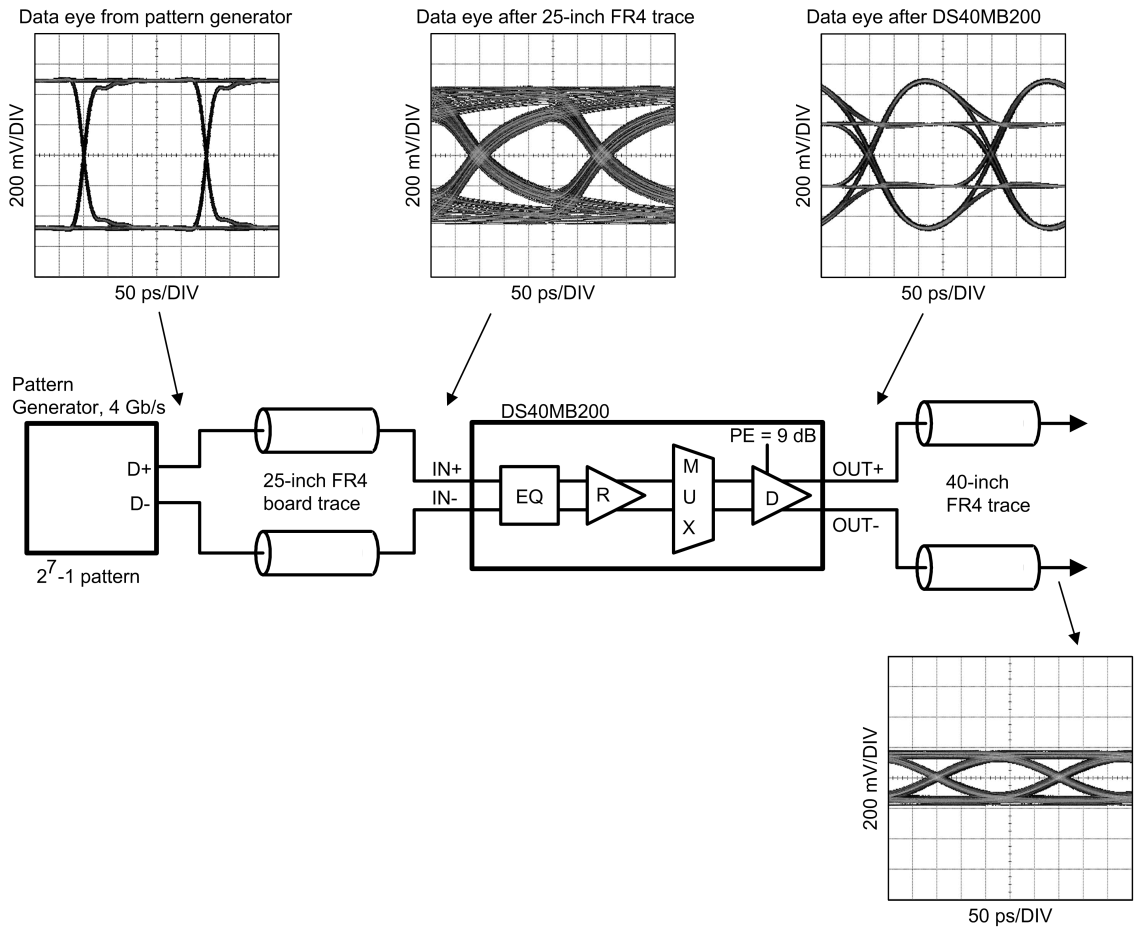 Data eye from pattern generator
Data eye after 25-inch FR4 trace
Data eye after DS40MB200
200 mV/DIV
200 mV/DIV
200 mV/DIV
50 ps/DIV
50 ps/DIV
50 ps/DIV
Pattern
Generator, 4 Gb/s
D+
D-
2^7-1 pattern
25-inch FR4
board trace
IN+
IN-
DS40MB200
EQ
R
M
U
X
PE = 9 dB
D
OUT+
OUT-
40-inch
FR4 trace
200 mV/DIV
50 ps/DIV